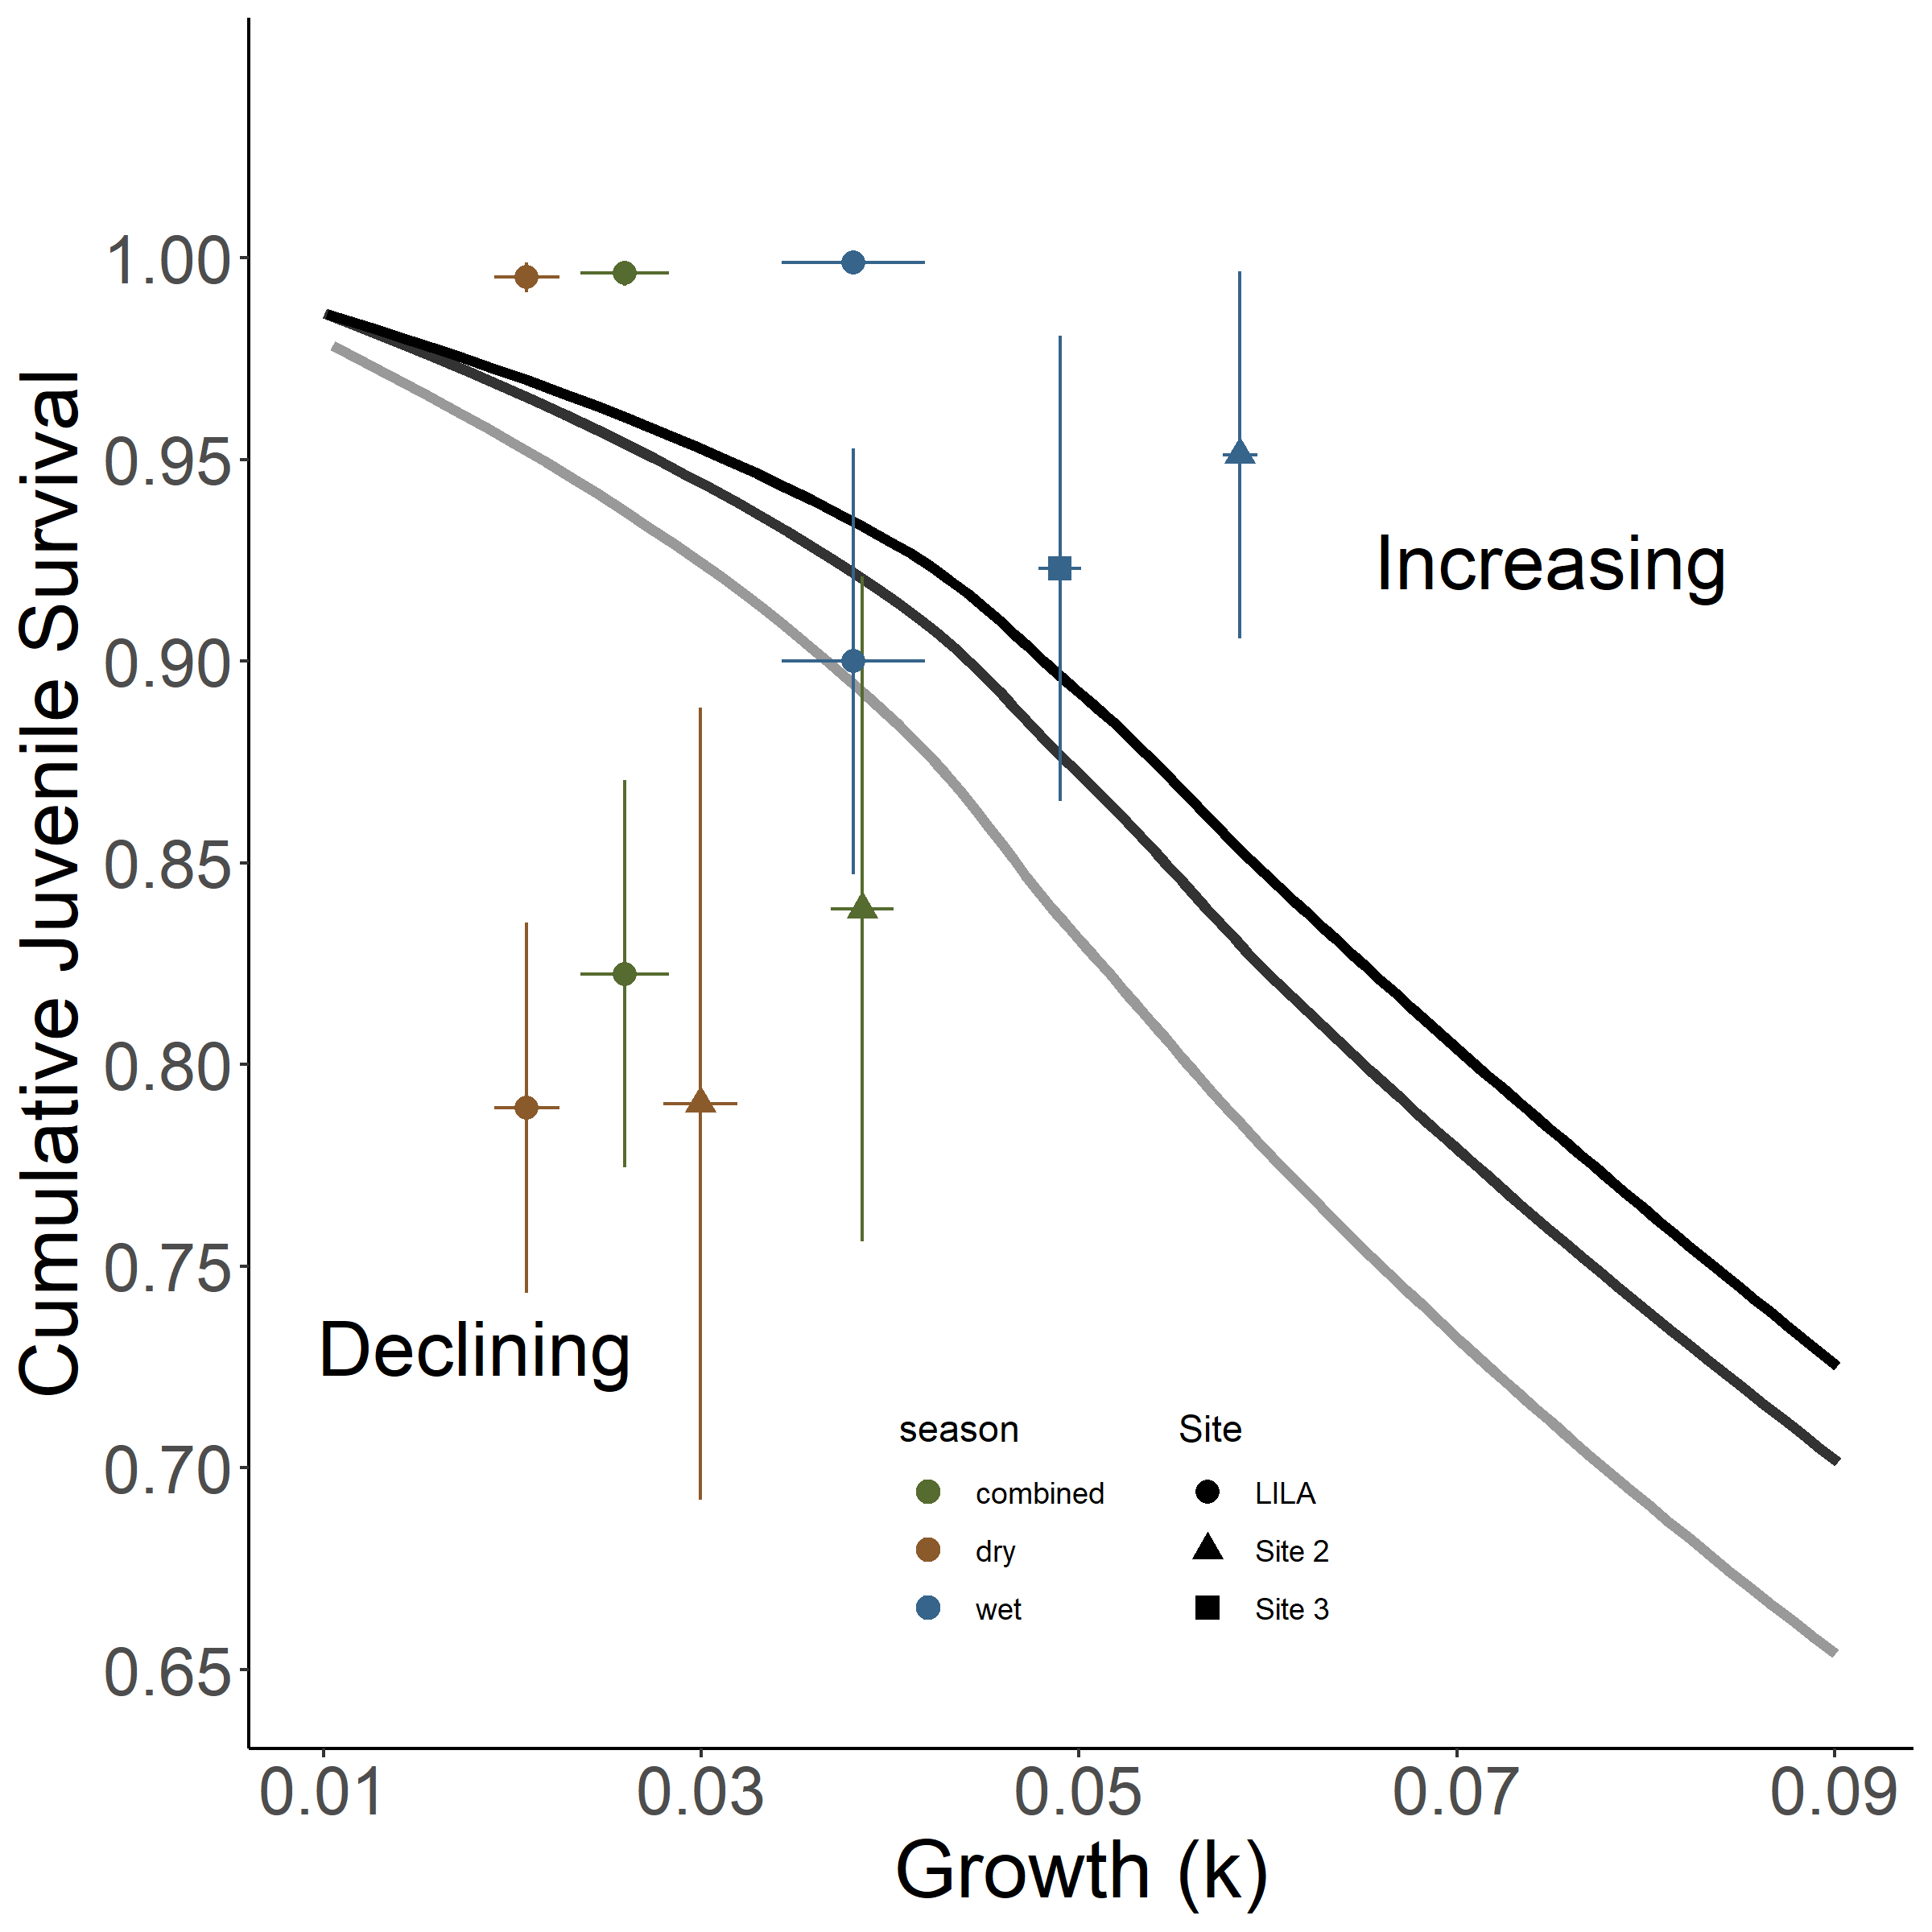 Cumulative Juvenile Survival
1.00
0.95
0.90
0.85
0.80
0.75
0.70
0.65
Increasing
Declining
season
combined
dry
wet
Site
LILA
Site 2
Site 3
0.01 0.03 0.05 0.07 0.09
Growth (k)